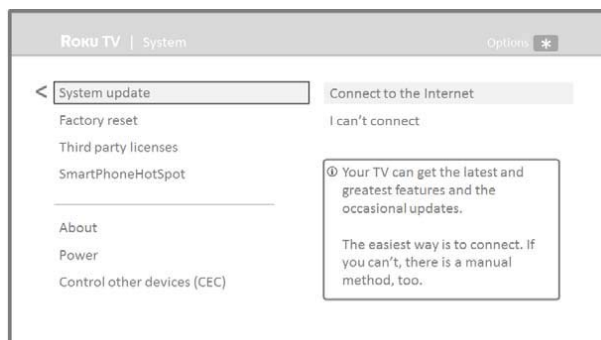 Roku TV | System
Options *
System update
Factory reset
Third party licenses
SmartPhoneHotSpot
About
Power
Control other devices (CEC)
Connect to the Internet
I can't connect
Your TV can get the latest and
greatest features and the
occasional updates.
The easiest way is to connect. If
you can't, there is a manual
method, too.